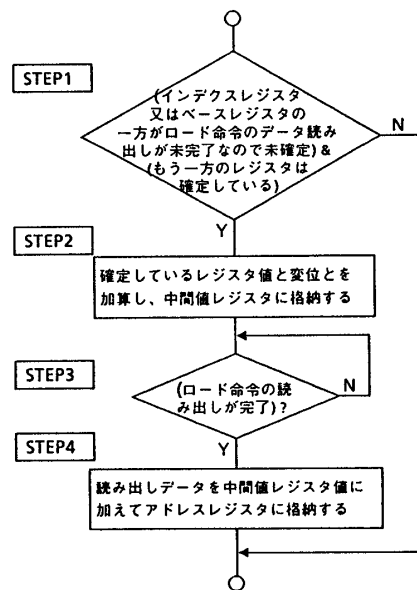 STEP1
(インデクスレジスタ
又はベースレジスタの
一方がロード命令のデータ読み
出しが未完了なので未確定) &
(もう一方のレジスタは
確定している)
N
Y
STEP2
確定しているレジスタ値と変位とを
加算し、中間値レジスタに格納する
STEP3
(ロード命令の読
み出しが完了)?
N
Y
STEP4
読み出しデータを中間値レジスタ値に
加えてアドレスレジスタに格納する